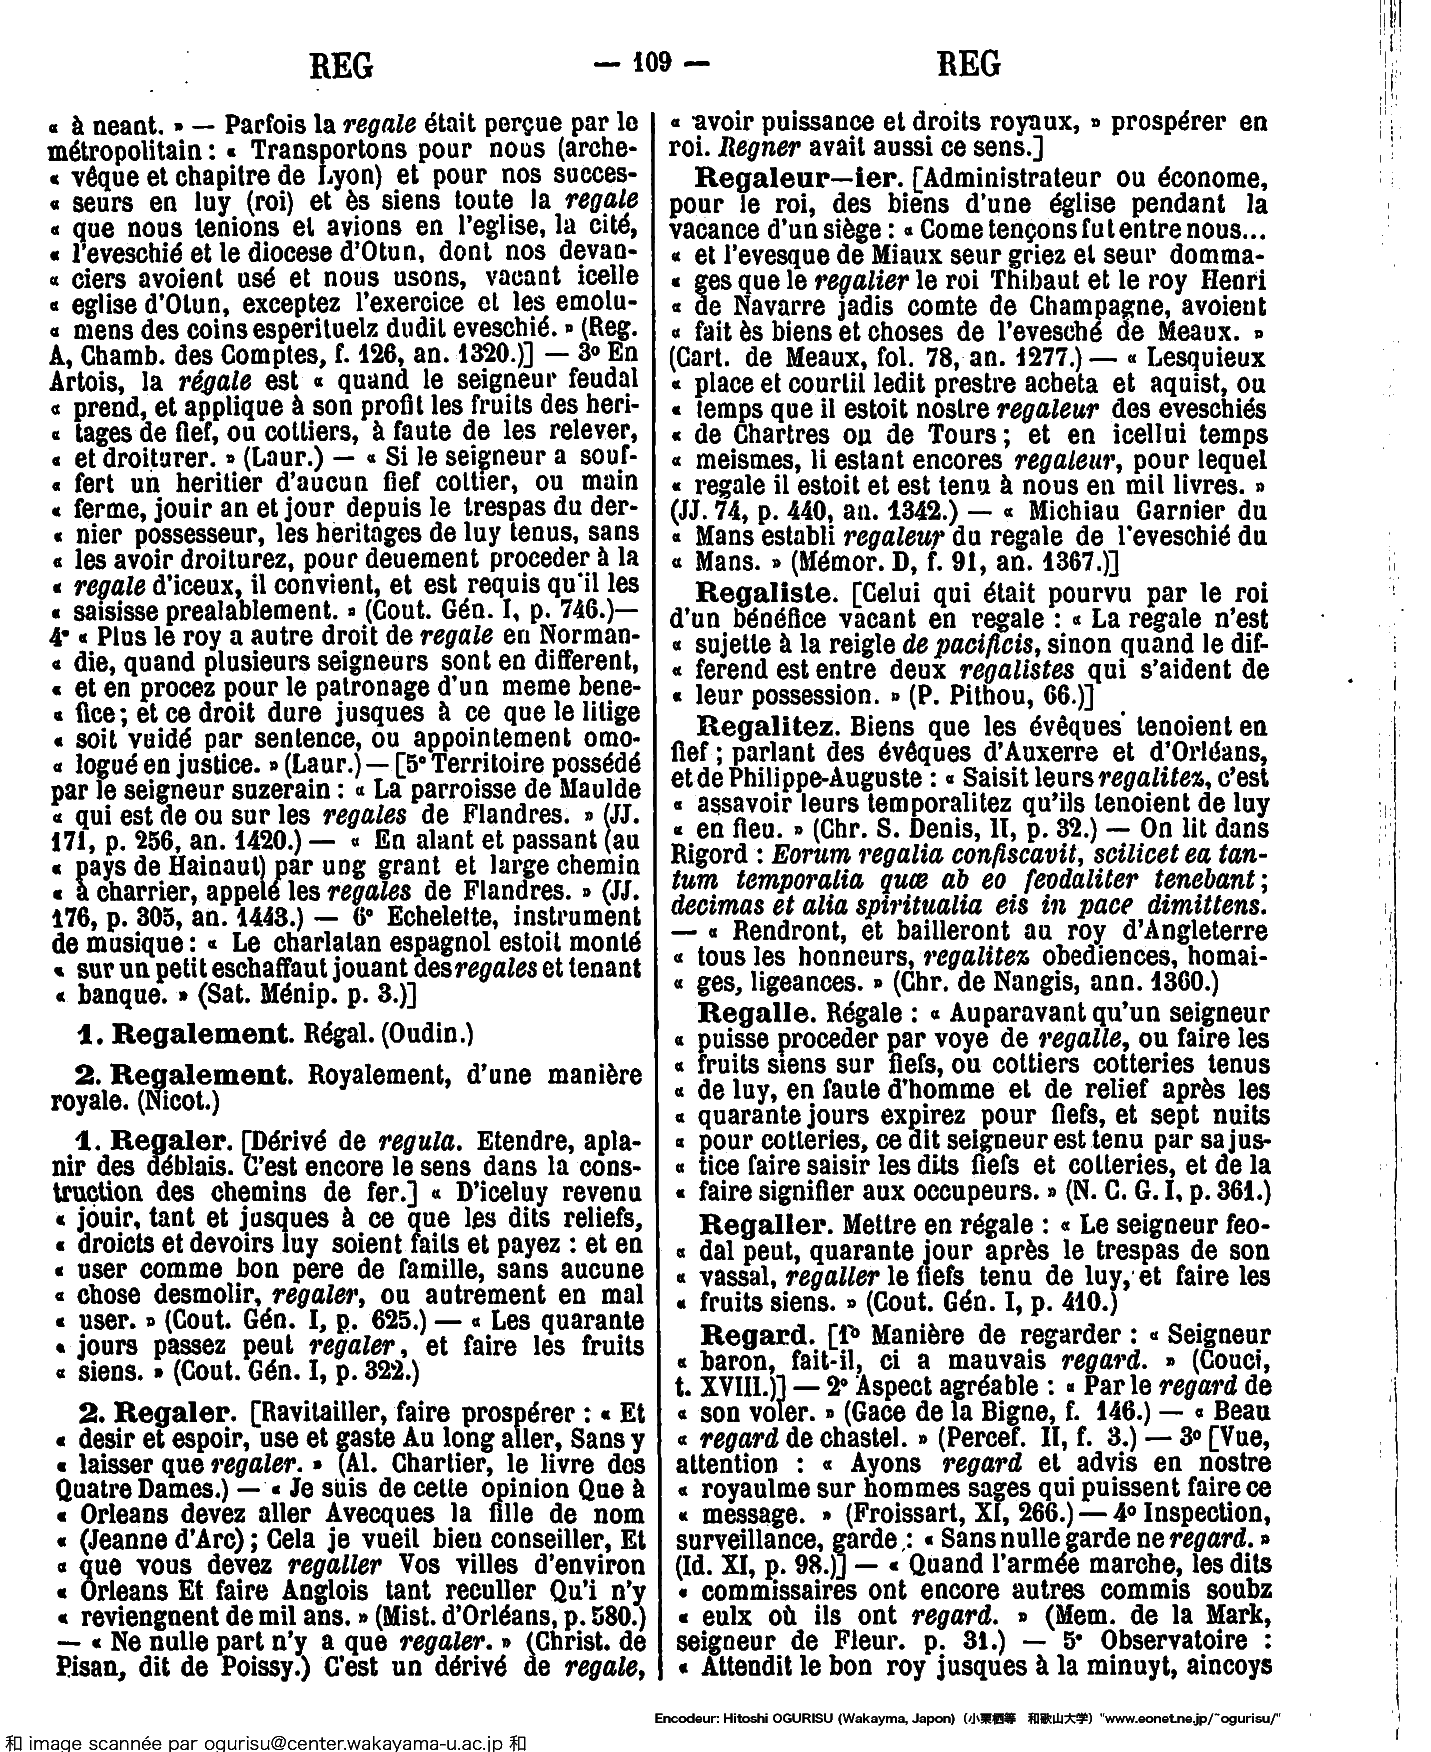 REG — 109 — REG
« à neant. » — Parfois la regale était perçue par le
métropolitain : « Transportons pour nous (arche-
« vêque et chapitre de Lyon) et pour nos succes-
« seurs en luy (roi) et ès siens toute la regale
« que nous tenions et avions en l'eglise, la cité,
« l'eveschié et le diocese d'Otun, dont nos devan-
« ciers avoient usé et nous usons, vacant icelle
« eglise d'Otun, exceptez l'exercice et les emolu-
« mens des coins esperituelz dudit eveschié. » (Reg.
A, Chamb. des Comptes, f. 126, an. 1320.)] — 3º En
Artois, la régale est « quand le seigneur feudal
« prend, et applique à son profit les fruits des heri-
« tages de fief, ou cottiers, à faute de les relever,
« et droiturer. » (Laur.) — « Si le seigneur a souf-
« fert un heritier d'aucun fief cottier, ou main
« ferme, jouir an et jour depuis le trespas du der-
« nier possesseur, les heritages de luy tenus, sans
« les avoir droiturez, pour deuement proceder à la
« regale d'iceux, il convient, et est requis qu'il les
« saisisse prealablement. » (Cout. Gén. I, p. 746.)—
4º « Plus le roy a autre droit de regale en Norman-
« die, quand plusieurs seigneurs sont en different,
« et en procez pour le patronage d'un meme bene-
« fice ; et ce droit dure jusques à ce que le litige
« soit vuidé par sentence, ou appointement omo-
« logué en justice. » (Laur.) — [5º Territoire possédé
par le seigneur suzerain : « La parroisse de Maulde
« qui est de ou sur les regales de Flandres. » (JJ.
171, p. 256, an. 1420.) — « En alant et passant (au
« pays de Hainaut) par ung grant et large chemin
« à charrier, appelé les regales de Flandres. » (JJ.
176, p. 305, an. 1443.) — 6º Echelette, instrument
de musique : « Le charlatan espagnol estoit monté
« sur un petit eschaffaut jouant des regales et tenant
« banque. » (Sat. Ménip. p. 3.)]
1. Regalement. Régal. (Oudin.)
2. Regalement. Royalement, d'une manière
royale. (Nicot.)
1. Regaler. [Dérivé de regula. Etendre, apla-
nir des déblais. C'est encore le sens dans la cons-
truction des chemins de fer.] « D'iceluy revenu
« jouir, tant et jusques à ce que les dits reliefs,
« droicts et devoirs luy soient faits et payez : et en
« user comme bon pere de famille, sans aucune
« chose desmolir, regaler, ou autrement en mal
« user. » (Cout. Gén. I, p. 625.) — « Les quarante
« jours passez peut regaler, et faire les fruits
« siens. » (Cout. Gén. I, p. 322.)
2. Regaler. [Ravitailler, faire prospérer : « Et
« desir et espoir, use et gaste Au long aller, Sans y
« laisser que regaler. » (Al. Chartier, le livre des
Quatre Dames.) — « Je suis de cette opinion Que à
« Orleans devez aller Avecques la fille de nom
« (Jeanne d'Arc) ; Cela je vueil bien conseiller, Et
« que vous devez regaller Vos villes d'environ
« Orleans Et faire Anglois tant reculler Qu'i n'y
« reviengnent de mil ans. » (Mist. d'Orléans, p. 580.)
— « Ne nulle part n'y a que regaler. » (Christ. de
Pisan, dit de Poissy.) C'est un dérivé de regale,
« avoir puissance et droits royaux, » prospérer en
roi. Regner avait aussi ce sens.]
Regaleur—ier. [Administrateur ou économe,
pour le roi, des biens d'une église pendant la
vacance d'un siège : « Come tençons fut entre nous...
« et l'evesque de Miaux seur griez et seur domma-
« ges que le regalier le roi Thibaut et le roy Henri
« de Navarre jadis comte de Champagne, avoient
« fait ès biens et choses de l'evesché de Meaux. »
(Cart. de Meaux, fol. 78, an. 1277.) — « Lesquieux
« place et courtil ledit prestre acheta et aquist, ou
« temps que il estoit nostre regaleur des eveschiés
« de Chartres ou de Tours ; et en icellui temps
« meismes, li estant encores regaleur, pour lequel
« regale il estoit et est tenu à nous en mil livres. »
(JJ. 74, p. 440, an. 1342.) — « Michiau Garnier du
« Mans establi regaleur du regale de l'eveschié du
« Mans. » (Mémor. D, f. 91, an. 1367.)]
Regaliste. [Celui qui était pourvu par le roi
d'un bénéfice vacant en regale : « La regale n'est
« sujette à la reigle de pacificis, sinon quand le dif-
« ferend est entre deux regalistes qui s'aident de
« leur possession. » (P. Pithou, 66.)]
Regalitez. Biens que les évêques tenoient en
fief ; parlant des évêques d'Auxerre et d'Orléans,
et de Philippe-Auguste : « Saisit leurs regalitez, c'est
« assavoir leurs temporalitez qu'ils tenoient de luy
« en fieu. » (Chr. S. Denis, II, p. 32.) — On lit dans
Rigord : Eorum regalia confiscavit, scilicet ea tan-
tum temporalia quæ ab eo feodaliter tenebant ;
decimas et alia spiritualia eis in pace dimittens.
— « Rendront, et bailleront au roy d'Angleterre
« tous les honneurs, regalitez obediences, homai-
« ges, ligeances. » (Chr. de Nangis, ann. 1360.)
Regalle. Régale : « Auparavant qu'un seigneur
« puisse proceder par voye de regalle, ou faire les
« fruits siens sur fiefs, ou cottiers cotteries tenus
« de luy, en faute d'homme et de relief après les
« quarante jours expirez pour fiefs, et sept nuits
« pour cotteries, ce dit seigneur est tenu par sa jus-
« tice faire saisir les dits fiefs et cotteries, et de la
« faire signifier aux occupeurs. » (N. C. G. I, p. 361.)
Regaller. Mettre en régale : « Le seigneur feo-
« dal peut, quarante jour après le trespas de son
« vassal, regaller le fiefs tenu de luy, et faire les
« fruits siens. » (Cout. Gén. I, p. 410.)
Regard. [1º Manière de regarder : « Seigneur
« baron, fait-il, ci a mauvais regard. » (Couci,
t. XVIII.)] — 2º Aspect agréable : « Par le regard de
« son voler. » (Gace de la Bigne, f. 146.) — « Beau
« regard de chastel. » (Percef. II, f. 3.) — 3º [Vue,
attention : « Ayons regard et advis en nostre
« royaulme sur hommes sages qui puissent faire ce
« message. » (Froissart, XI, 266.) — 4º Inspection,
surveillance, garde : « Sans nulle garde ne regard. »
(Id. XI, p. 98.)] — « Quand l'armée marche, les dits
« commissaires ont encore autres commis soubz
« eulx où ils ont regard. » (Mem. de la Mark,
seigneur de Fleur. p. 31.) — 5º Observatoire :
« Attendit le bon roy jusques à la minuyt, aincoys
Encodeur: Hitoshi OGURISU (Wakayma, Japon) (小栗栖等 和歌山大学) "www.eonet.ne.jp/~ogurisu/"
和 image scannée par ogurisu@center.wakayama-u.ac.jp 和